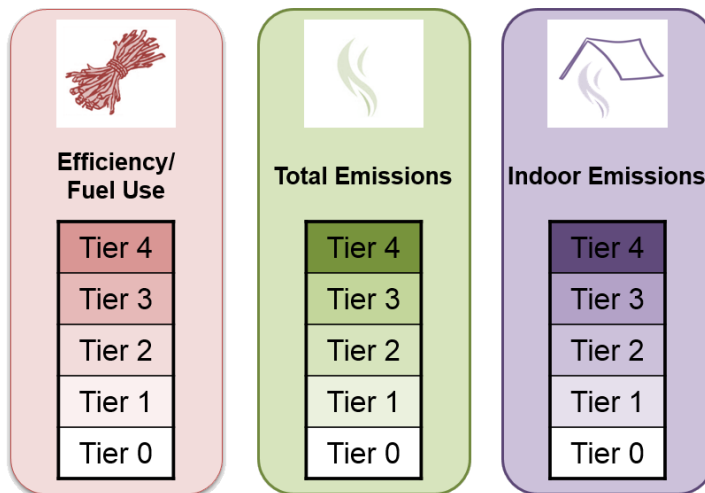 Efficiency/
Fuel Use
Tier 4
Tier 3
Tier 2
Tier 1
Tier 0
Total Emissions
Tier 4
Tier 3
Tier 2
Tier 1
Tier 0
Indoor Emissions
Tier 4
Tier 3
Tier 2
Tier 1
Tier 0